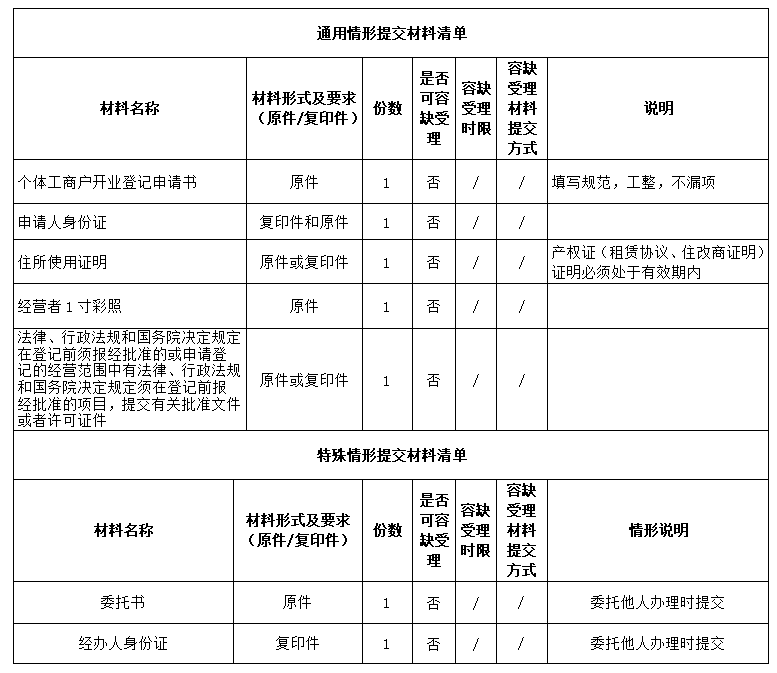 通用情形提交材料清单
材料名称 材料形式及要求（原件/复印件） 份数 是否可容缺受理 容缺受理时限 容缺受理材料提交方式 说明
个体工商户开业登记申请书 原件 1 否 / / 填写规范，工整，不漏项
申请人身份证 复印件和原件 1 否 / /
住所使用证明 原件或复印件 1 否 / / 产权证（租赁协议、住改商证明）
证明必须处于有效期内
经营者1寸彩照 原件 1 否 / /
法律、行政法规和国务院决定规定
在登记前须报经批准的或申请登
记的经营范围中有法律、行政法规
和国务院决定规定须在登记前报
经批准的项目，提交有关批准文件
或者许可证件
原件或复印件 1 否 / /
特殊情形提交材料清单
材料名称 材料形式及要求（原件/复印件） 份数 是否可容缺受理 容缺受理时限 容缺受理材料提交方式 情形说明
委托书 原件 1 否 / / 委托他人办理时提交
经办人身份证 复印件 1 否 / / 委托他人办理时提交